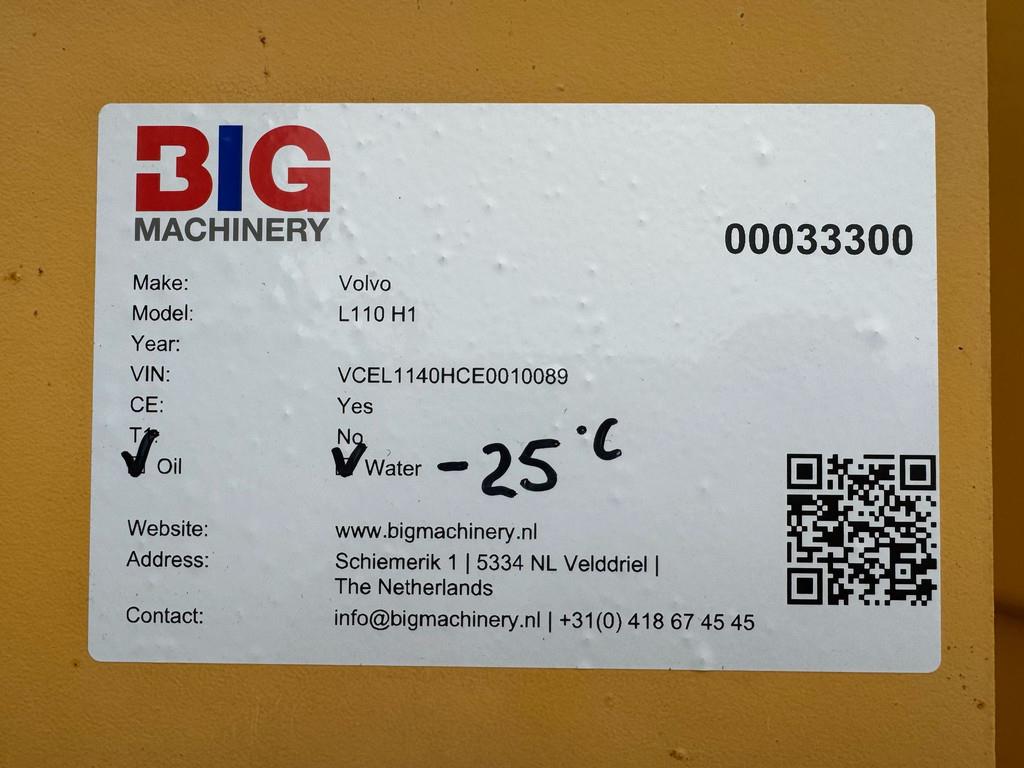 BIG
MACHINERY
00033300
Make: Volvo
Model: L110 H1
Year:
VIN: VCEL1140HCE0010089
CE: Yes
T1: No
✓ Oil ✓ Water -25 °C
Website: www.bigmachinery.nl
Address: Schiemerik 1 | 5334 NL Velddriel |
The Netherlands
Contact: info@bigmachinery.nl | +31(0) 418 67 45 45